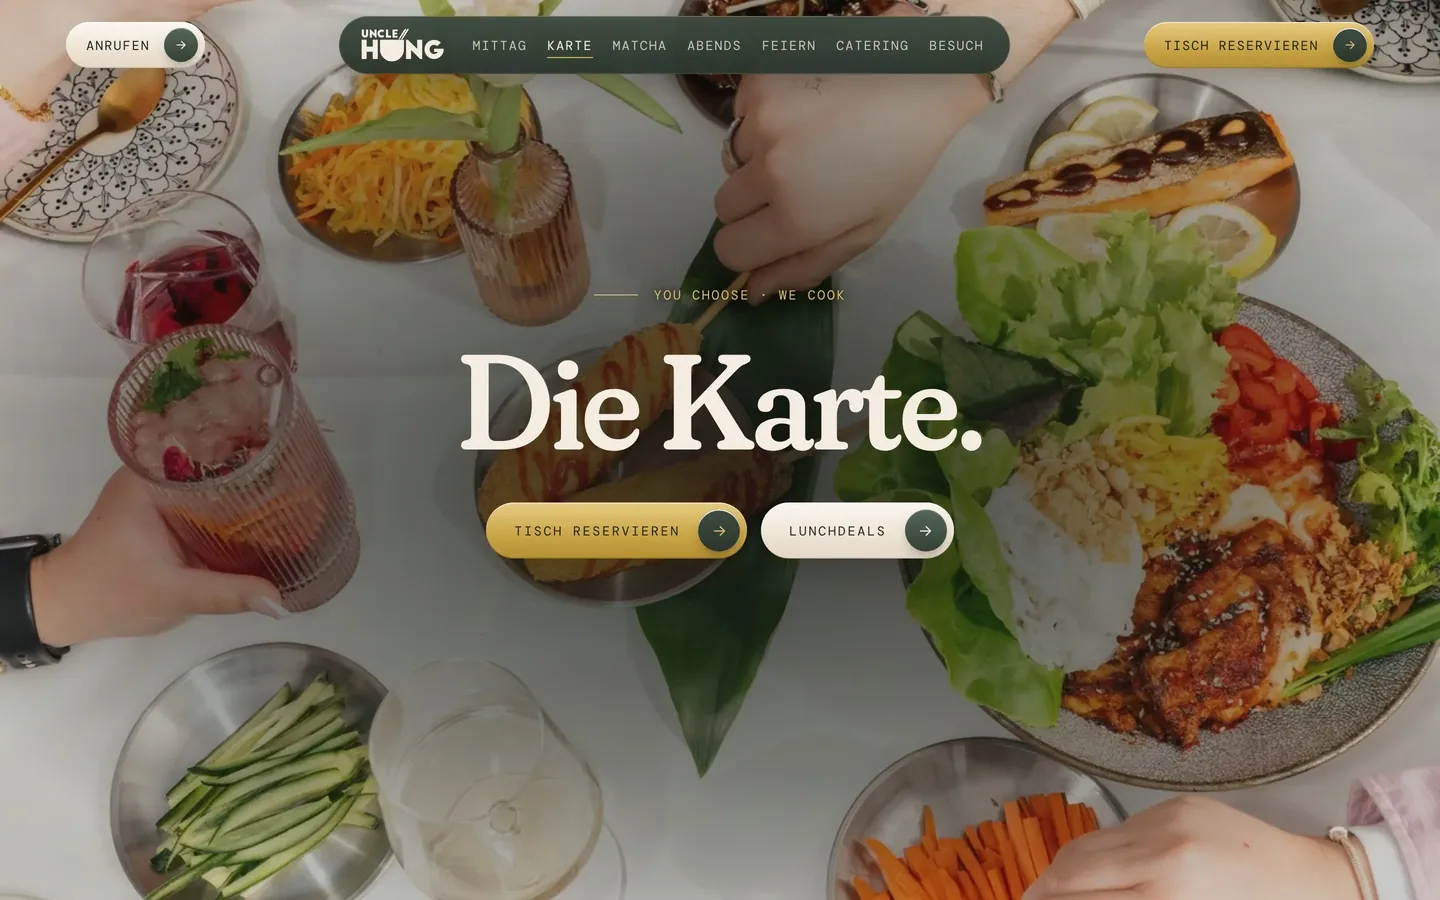 ANRUFEN
UNCLE HUNG
MITTAG
KARTE
MATCHA
ABENDS
FEIERN
CATERING
BESUCH
TISCH RESERVIEREN
YOU CHOOSE · WE COOK
Die Karte.
TISCH RESERVIEREN
LUNCHDEALS